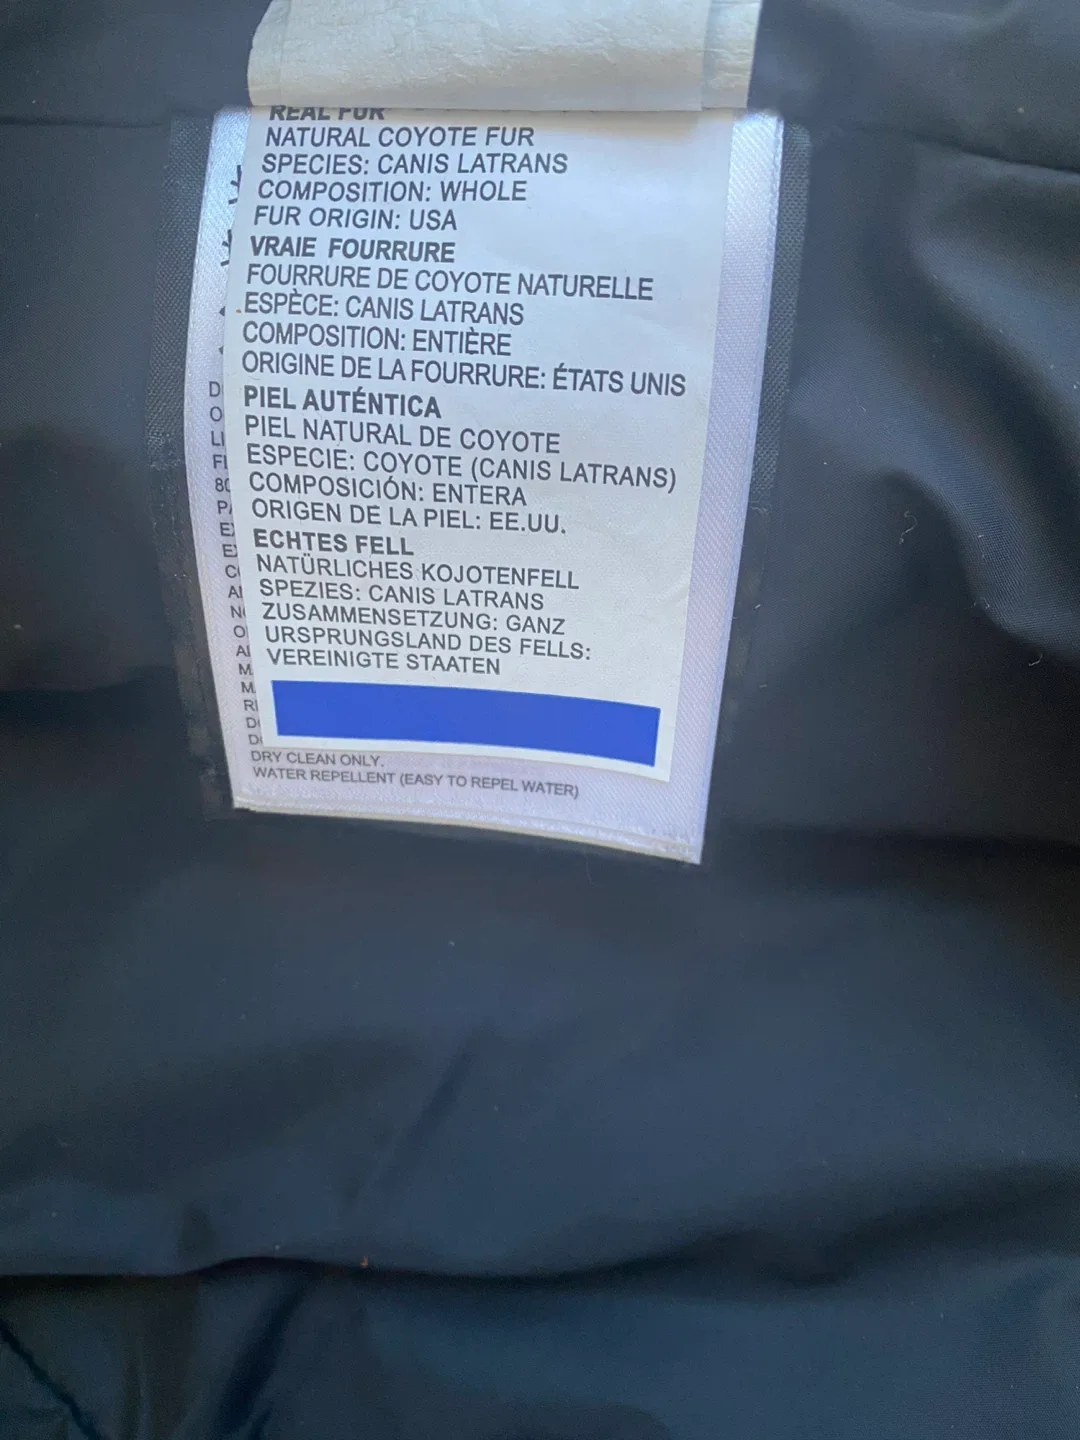 REAL FUR
NATURAL COYOTE FUR
SPECIES: CANIS LATRANS
COMPOSITION: WHOLE
FUR ORIGIN: USA
VRAIE FOURRURE
FOURRURE DE COYOTE NATURELLE
ESPÈCE: CANIS LATRANS
COMPOSITION: ENTIÈRE
ORIGINE DE LA FOURRURE: ÉTATS UNIS
PIEL AUTÉNTICA
PIEL NATURAL DE COYOTE
ESPECIE: COYOTE (CANIS LATRANS)
COMPOSICIÓN: ENTERA
ORIGEN DE LA PIEL: EE.UU.
ECHTES FELL
NATÜRLICHES KOJOTENFELL
SPEZIES: CANIS LATRANS
ZUSAMMENSETZUNG: GANZ
URSPRUNGSLAND DES FELLS:
VEREINIGTE STAATEN
DRY CLEAN ONLY.
WATER REPELLENT (EASY TO REPEL WATER)